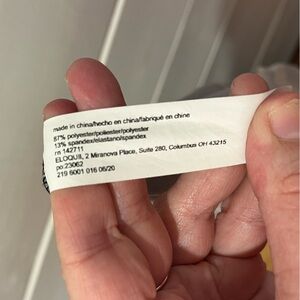 made in china/hecho en china/fabriqué en chine
87% polyester/poliester/polyester
13% spandex/elastano/spandex
rn 142711
ELOQUII, 2 Miranova Place, Suite 280, Columbus OH 43215
po:23062
219 6001 016 06/20